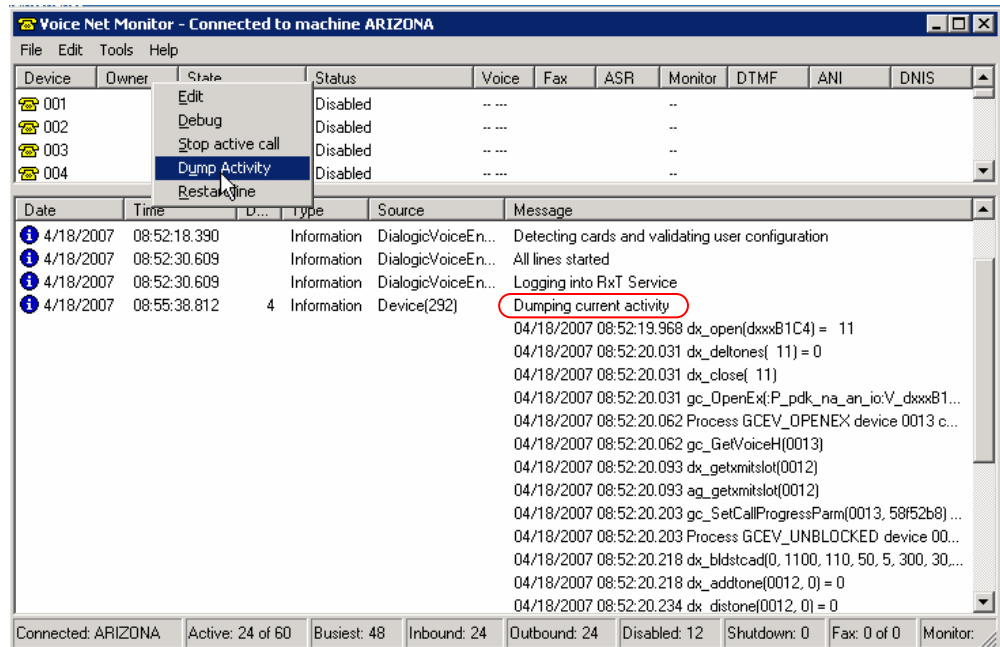 Voice Net Monitor - Connected to machine ARIZONA
File Edit Tools Help
Device Owner State Status Voice Fax ASR Monitor DTMF ANI DNIS
001 Disabled -- --- --
002 Disabled -- --- --
003 Disabled -- --- --
004 Disabled -- --- --
Edit
Debug
Stop active call
Dump Activity
Restart line
Date Time D... Type Source Message
4/18/2007 08:52:18.390 Information DialogicVoiceEn... Detecting cards and validating user configuration
4/18/2007 08:52:30.609 Information DialogicVoiceEn... All lines started
4/18/2007 08:52:30.609 Information DialogicVoiceEn... Logging into RxT Service
4/18/2007 08:55:38.812 4 Information Device(292) Dumping current activity
04/18/2007 08:52:19.968 dx_open(dxxxB1C4) = 11
04/18/2007 08:52:20.031 dx_deltones( 11) = 0
04/18/2007 08:52:20.031 dx_close( 11)
04/18/2007 08:52:20.031 gc_OpenEx(:P_pdk_na_an_io:V_dxxxB1...
04/18/2007 08:52:20.062 Process GCEV_OPENEX device 0013 c...
04/18/2007 08:52:20.062 gc_GetVoiceH(0013)
04/18/2007 08:52:20.093 dx_getxmitslot(0012)
04/18/2007 08:52:20.093 ag_getxmitslot(0012)
04/18/2007 08:52:20.203 gc_SetCallProgressParm(0013, 58f52b8) ...
04/18/2007 08:52:20.203 Process GCEV_UNBLOCKED device 00...
04/18/2007 08:52:20.218 dx_bldstcad(0, 1100, 110, 50, 5, 300, 30,...
04/18/2007 08:52:20.218 dx_addtone(0012, 0) = 0
04/18/2007 08:52:20.234 dx_distone(0012, 0) = 0
Connected: ARIZONA Active: 24 of 60 Busiest: 48 Inbound: 24 Outbound: 24 Disabled: 12 Shutdown: 0 Fax: 0 of 0 Monitor: